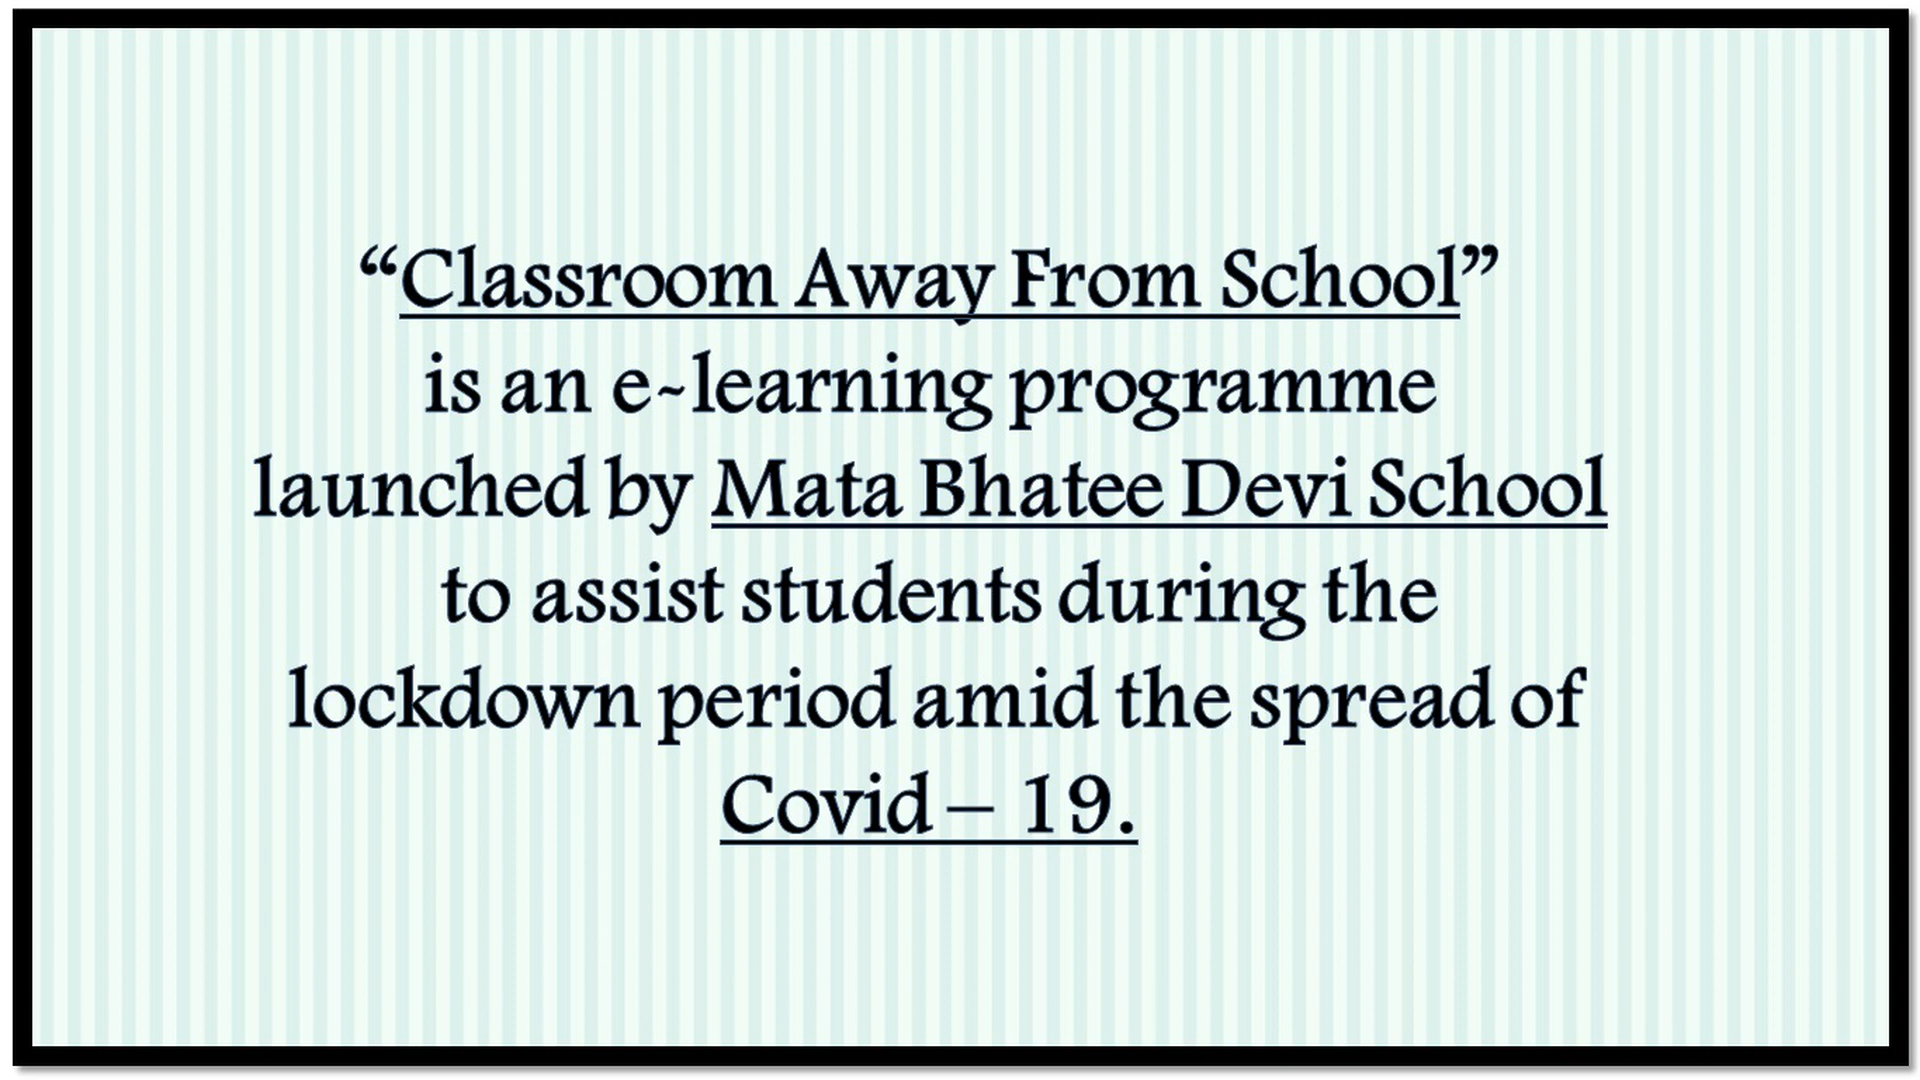 “Classroom Away From School”
is an e-learning programme
launched by Mata Bhatee Devi School
to assist students during the
lockdown period amid the spread of
Covid – 19.